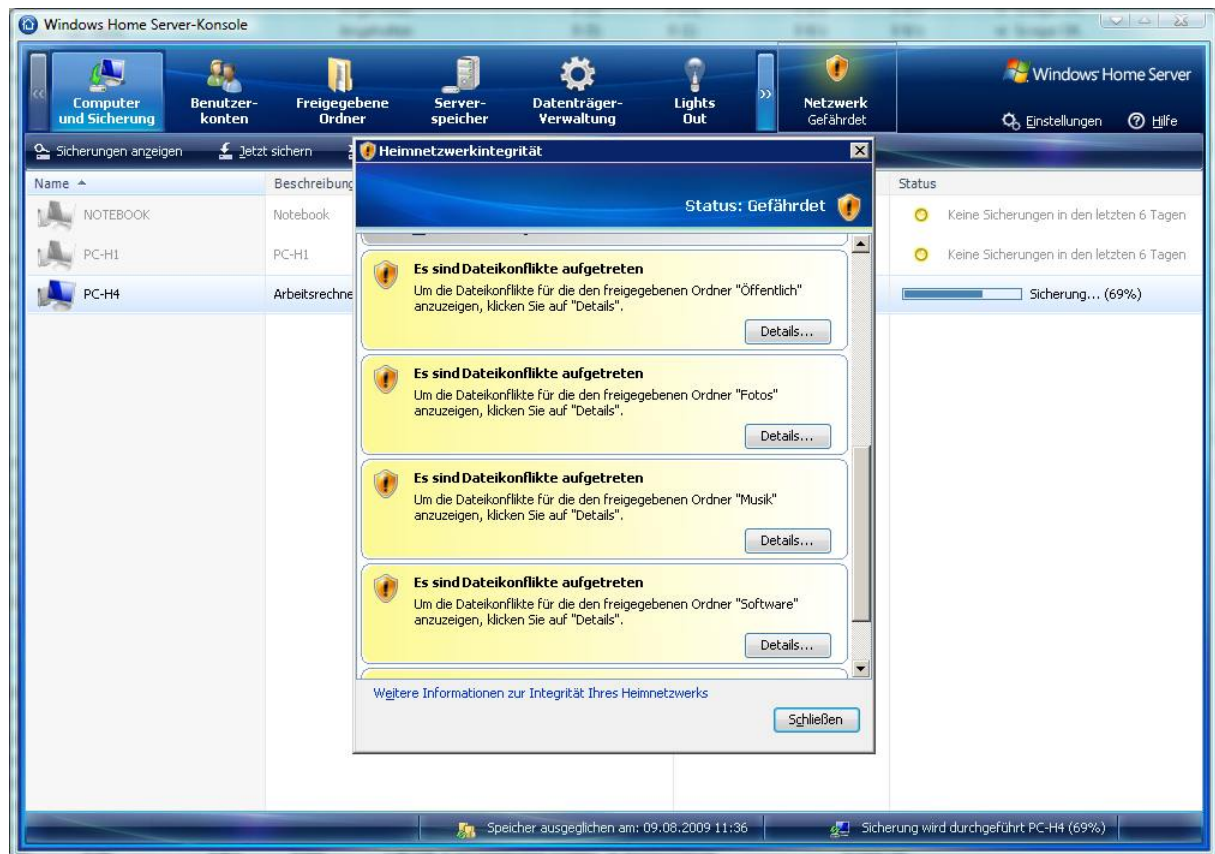 Windows Home Server-Konsole
Computer und Sicherung
Benutzer-konten
Freigegebene Ordner
Server-speicher
Datenträger-Verwaltung
Lights Out
Netzwerk
Gefährdet
Windows Home Server
Einstellungen
Hilfe
Sicherungen anzeigen
Jetzt sichern
Name
Beschreibung
Status
NOTEBOOK
Notebook
Keine Sicherungen in den letzten 6 Tagen
PC-H1
PC-H1
Keine Sicherungen in den letzten 6 Tagen
PC-H4
Arbeitsrechne
Sicherung... (69%)
Heimnetzwerkintegrität
Status: Gefährdet
Es sind Dateikonflikte aufgetreten
Um die Dateikonflikte für die den freigegebenen Ordner "Öffentlich"
anzuzeigen, klicken Sie auf "Details".
Details...
Es sind Dateikonflikte aufgetreten
Um die Dateikonflikte für die den freigegebenen Ordner "Fotos"
anzuzeigen, klicken Sie auf "Details".
Details...
Es sind Dateikonflikte aufgetreten
Um die Dateikonflikte für die den freigegebenen Ordner "Musik"
anzuzeigen, klicken Sie auf "Details".
Details...
Es sind Dateikonflikte aufgetreten
Um die Dateikonflikte für die den freigegebenen Ordner "Software"
anzuzeigen, klicken Sie auf "Details".
Details...
Weitere Informationen zur Integrität Ihres Heimnetzwerks
Schließen
Speicher ausgeglichen am: 09.08.2009 11:36
Sicherung wird durchgeführt PC-H4 (69%)